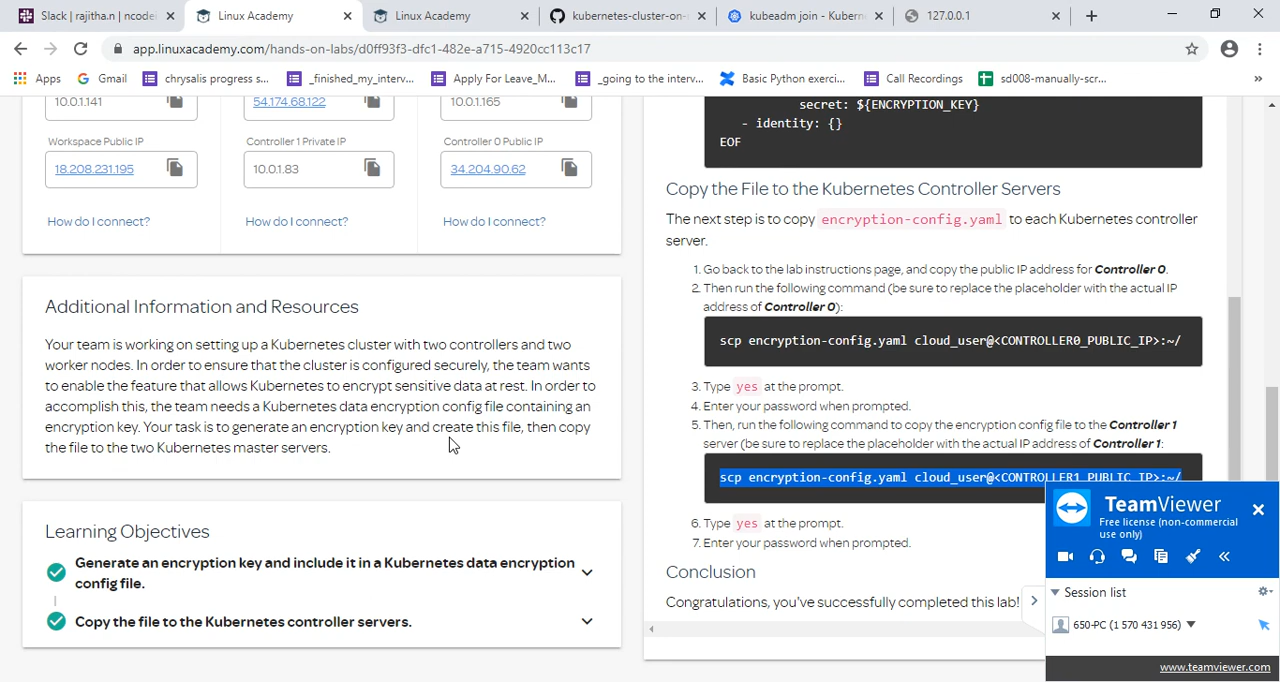 Slack | rajitha.n | ncode
Linux Academy
Linux Academy
kubernetes-cluster-on-
kubeadm join - Kubern
127.0.0.1
app.linuxacademy.com/hands-on-labs/d0ff93f3-dfc1-482e-a715-4920cc113c17
Apps
Gmail
chrysalis progress s...
_finished_my_interv...
Apply For Leave_M...
_going to the interv...
Basic Python exerci...
Call Recordings
sd008-manually-scr...
»
10.0.1.141
54.174.68.122
10.0.1.165
Workspace Public IP
Controller 1 Private IP
Controller 0 Public IP
18.208.231.195
10.0.1.83
34.204.90.62
How do I connect?
How do I connect?
How do I connect?
Additional Information and Resources
Your team is working on setting up a Kubernetes cluster with two controllers and two
worker nodes. In order to ensure that the cluster is configured securely, the team wants
to enable the feature that allows Kubernetes to encrypt sensitive data at rest. In order to
accomplish this, the team needs a Kubernetes data encryption config file containing an
encryption key. Your task is to generate an encryption key and create this file, then copy
the file to the two Kubernetes master servers.
Learning Objectives
Generate an encryption key and include it in a Kubernetes data encryption
config file.
Copy the file to the Kubernetes controller servers.
secret: ${ENCRYPTION_KEY}
- identity: {}
EOF
Copy the File to the Kubernetes Controller Servers
The next step is to copy encryption-config.yaml to each Kubernetes controller
server.
1. Go back to the lab instructions page, and copy the public IP address for Controller 0.
2. Then run the following command (be sure to replace the placeholder with the actual IP
address of Controller 0):
scp encryption-config.yaml cloud_user@<CONTROLLER0_PUBLIC_IP>:~/
3. Type yes at the prompt.
4. Enter your password when prompted.
5. Then, run the following command to copy the encryption config file to the Controller 1
server (be sure to replace the placeholder with the actual IP address of Controller 1:
scp encryption-config.yaml cloud_user@<CONTROLLER1_PUBLIC_IP>:~/
6. Type yes at the prompt.
7. Enter your password when prompted.
Conclusion
Congratulations, you've successfully completed this lab!
TeamViewer
Free license (non-commercial
use only)
Session list
650-PC (1 570 431 956)
www.teamviewer.com